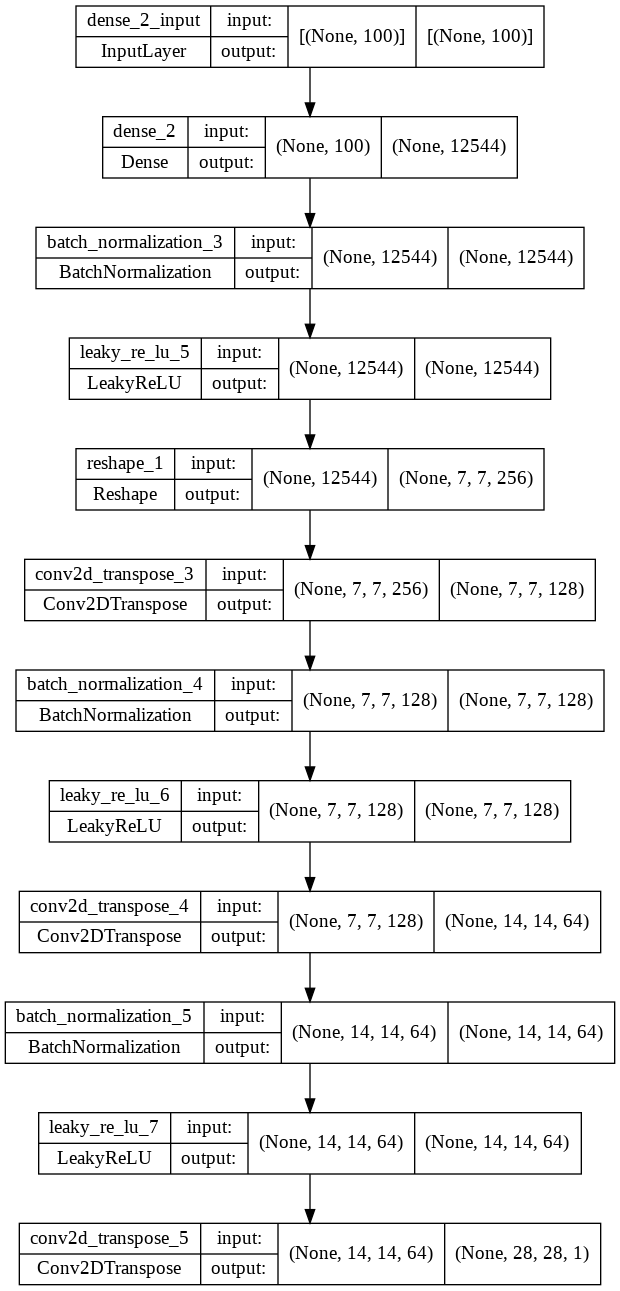 dense_2_input input: [(None, 100)] [(None, 100)]
InputLayer output:
dense_2 input: (None, 100) (None, 12544)
Dense output:
batch_normalization_3 input: (None, 12544) (None, 12544)
BatchNormalization output:
leaky_re_lu_5 input: (None, 12544) (None, 12544)
LeakyReLU output:
reshape_1 input: (None, 12544) (None, 7, 7, 256)
Reshape output:
conv2d_transpose_3 input: (None, 7, 7, 256) (None, 7, 7, 128)
Conv2DTranspose output:
batch_normalization_4 input: (None, 7, 7, 128) (None, 7, 7, 128)
BatchNormalization output:
leaky_re_lu_6 input: (None, 7, 7, 128) (None, 7, 7, 128)
LeakyReLU output:
conv2d_transpose_4 input: (None, 7, 7, 128) (None, 14, 14, 64)
Conv2DTranspose output:
batch_normalization_5 input: (None, 14, 14, 64) (None, 14, 14, 64)
BatchNormalization output:
leaky_re_lu_7 input: (None, 14, 14, 64) (None, 14, 14, 64)
LeakyReLU output:
conv2d_transpose_5 input: (None, 14, 14, 64) (None, 28, 28, 1)
Conv2DTranspose output: